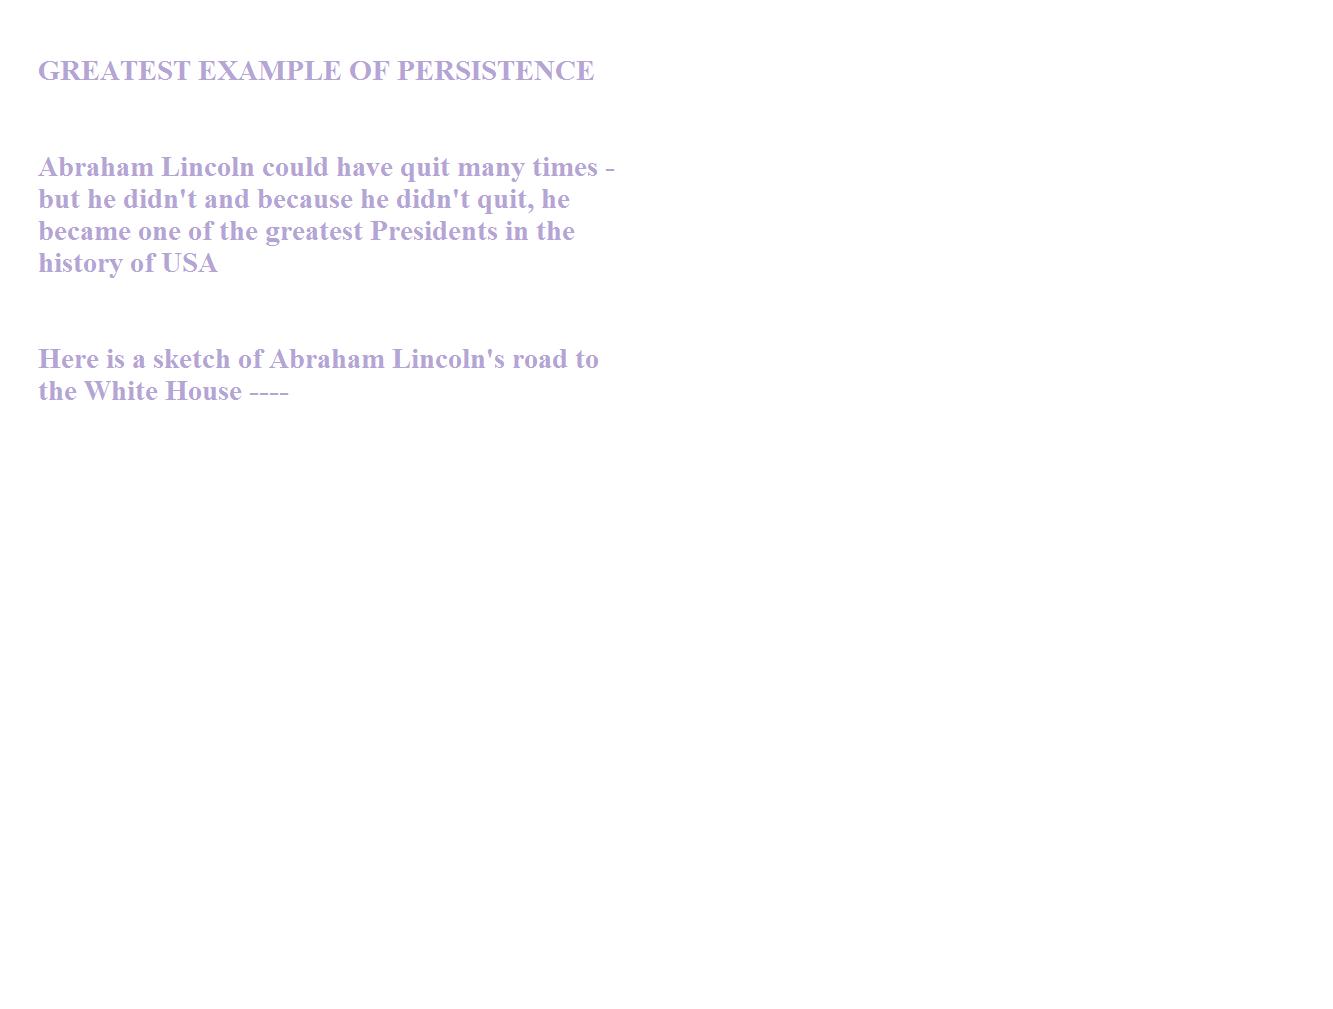 GREATEST EXAMPLE OF PERSISTENCE
Abraham Lincoln could have quit many times -
but he didn't and because he didn't quit, he
became one of the greatest Presidents in the
history of USA
Here is a sketch of Abraham Lincoln's road to
the White House ----